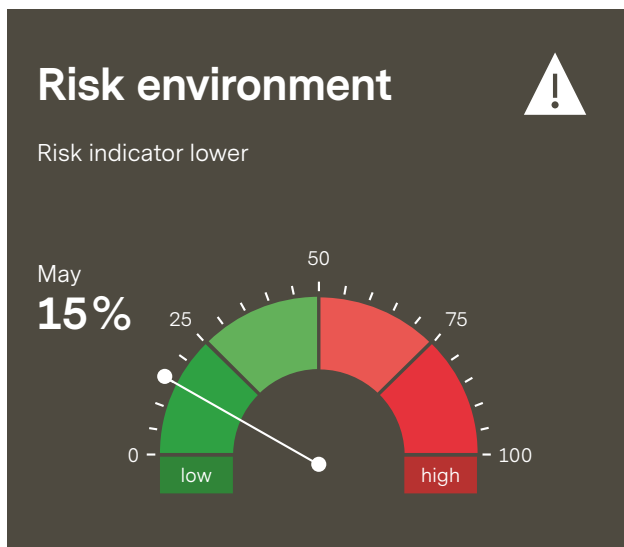 Risk environment
Risk indicator lower
May
15 %
50
25
75
0
100
low
high